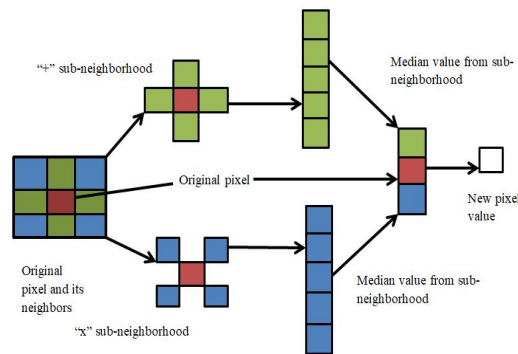 "+" sub-neighborhood
Median value from sub-
neighborhood
Original pixel
New pixel
value
Original
pixel and its
neighbors
"x" sub-neighborhood
Median value from sub-
neighborhood